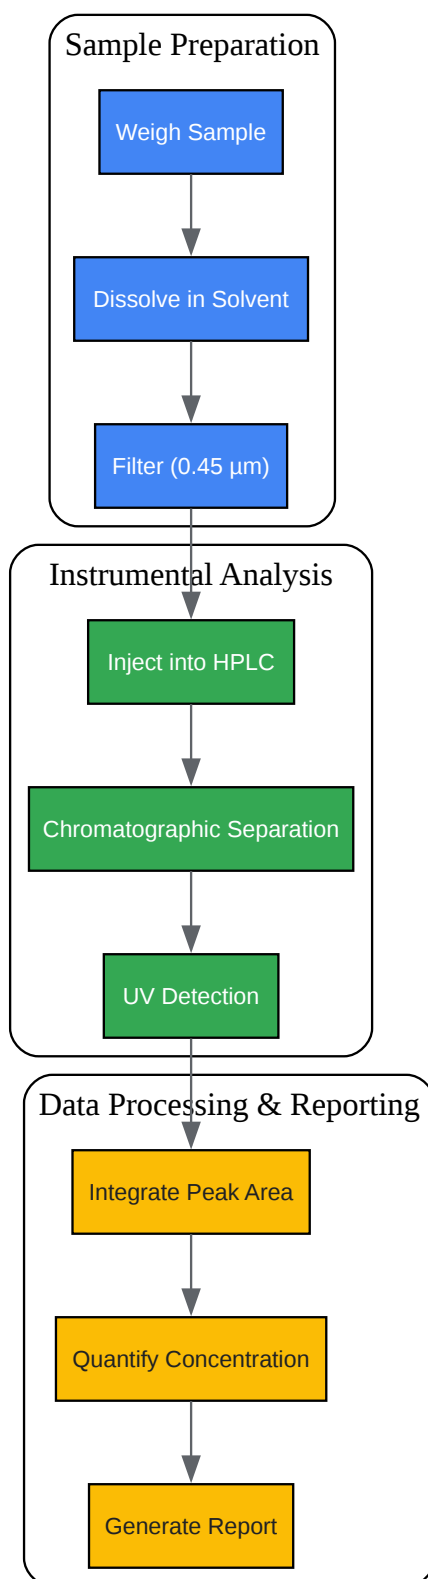 Sample Preparation
Weigh Sample
Dissolve in Solvent
Filter (0.45 µm)
Instrumental Analysis
Inject into HPLC
Chromatographic Separation
UV Detection
Data Processing & Reporting
Integrate Peak Area
Quantify Concentration
Generate Report